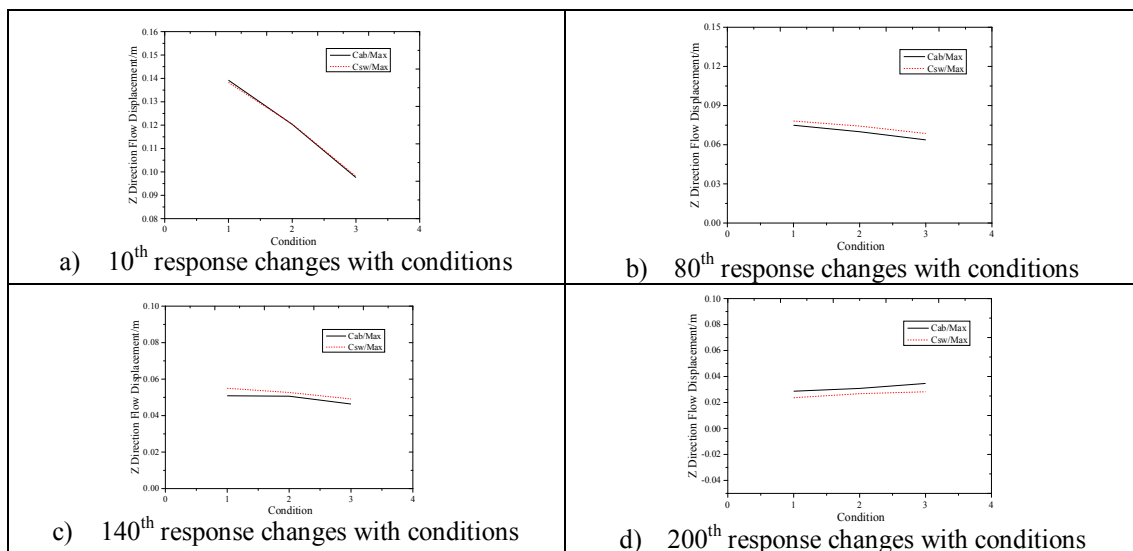 0.16
0.15
0.14
0.13
0.12
0.11
0.10
0.09
0.08
Z Direction Flow Displacement/m
Cab/Max
Csw/Max
0 1 2 3 4
Condition
a) 10th response changes with conditions
0.15
0.12
0.09
0.06
0.03
0.00
Z Direction Flow Displacement/m
Cab/Max
Csw/Max
0 1 2 3 4
Condition
b) 80th response changes with conditions
0.10
0.08
0.06
0.04
0.02
0.00
Z Direction Flow Displacement/m
Cab/Max
Csw/Max
0 1 2 3 4
Condition
c) 140th response changes with conditions
0.10
0.08
0.06
0.04
0.02
0.00
-0.02
-0.04
Z Direction Flow Displacement/m
Cab/Max
Csw/Max
0 1 2 3 4
Condition
d) 200th response changes with conditions